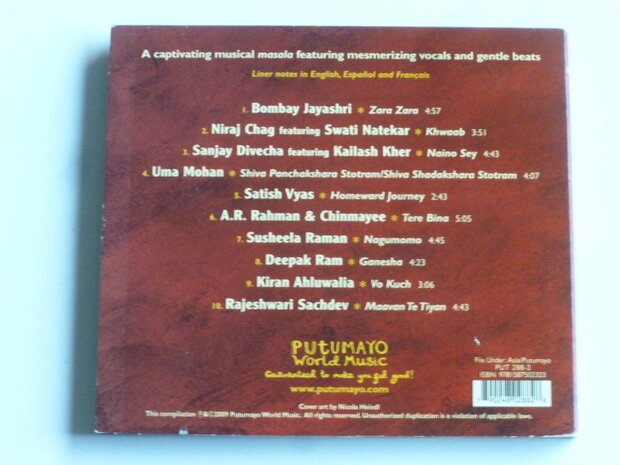 A captivating musical masala featuring mesmerizing vocals and gentle beats
Liner notes in English, Español and Français
1. Bombay Jayashri * Zara Zara 4:57
2. Niraj Chag featuring Swati Natekar * Khwaab 3:51
3. Sanjay Divecha featuring Kailash Kher * Naino Sey 4:43
4. Uma Mohan * Shiva Panchakshara Stotram/Shiva Shadakshara Stotram 4:07
5. Satish Vyas * Homeward Journey 2:43
6. A.R. Rahman & Chinmayee * Tere Bina 5:05
7. Susheela Raman * Nagumomo 4:45
8. Deepak Ram * Ganesha 4:23
9. Kiran Ahluwalia * Vo Kuch 3:06
10. Rajeshwari Sachdev * Maavan Te Tiyan 4:43
PUTUMAYO
World Music
Guaranteed to make you feel good!
www.putumayo.com
File Under: Asia/Putumayo
PUT 288-2
ISBN 9781587592323
Cover art by Nicola Heindl
This compilation ℗&©2009 Putumayo World Music. All rights reserved. Unauthorized duplication is a violation of applicable laws.